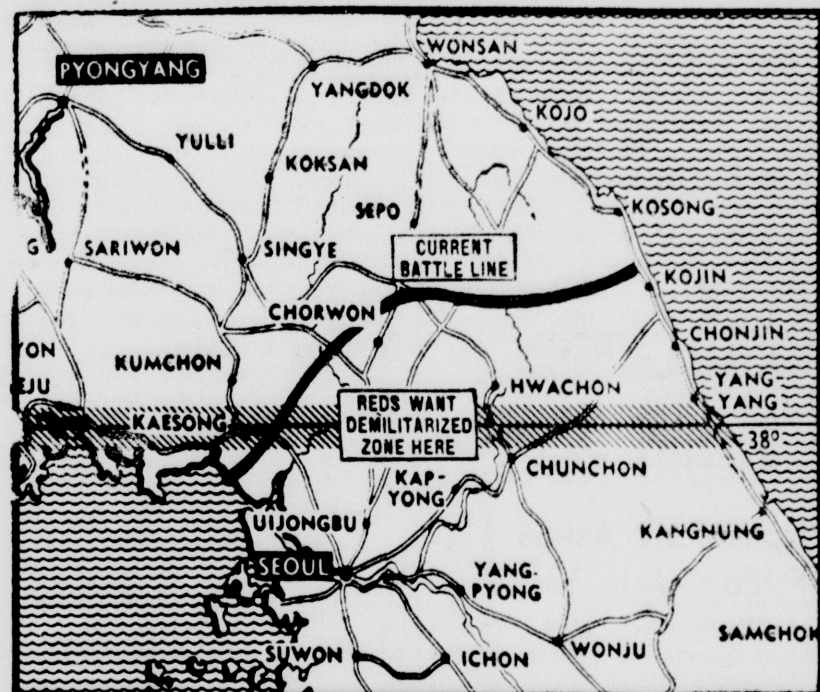 WONSAN
PYONGYANG
YANGDOK
KOJO
YULLI
KOKSAN
SEPO
KOSONG
G
SARIWON
SINGYE
CURRENT
BATTLE LINE
KOJIN
CHORWON
CHONJIN
YON
EJU
KUMCHON
HWACHON
YANG-
YANG
REDS WANT
DEMILITARIZED
ZONE HERE
KAESONG
38°
CHUNCHON
KAP-
YONG
UIJONGBU
KANGNUNG
SEOUL
YANG-
PYONG
SAMCHOK
SUWON
ICHON
WONJU